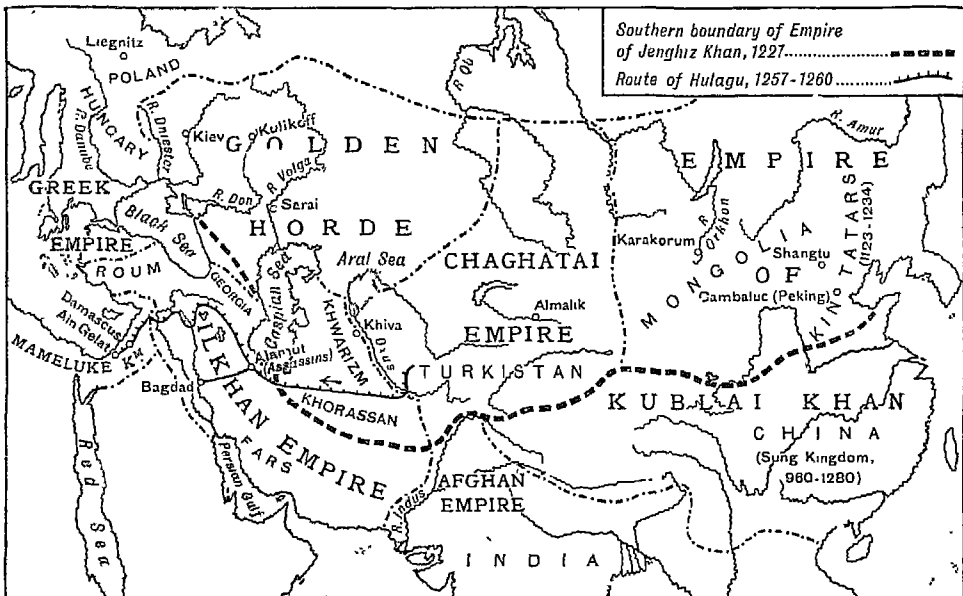 Southern boundary of Empire
of Jenghiz Khan, 1227
Route of Hulagu, 1257-1260
Liegnitz
POLAND
HUNGARY
R. Danube
R. Dniester
Kiev
Kulikoff
GOLDEN
HORDE
R. Ob
R. Amur
EMPIRE
OF
KUBLAI KHAN
GREEK
EMPIRE
Black Sea
R. Don
R. Volga
Sarai
ROUM
GEORGIA
Caspian Sea
Aral Sea
KHWARIZM
Khiva
Oxus
CHAGHATAI
EMPIRE
Almalik
TURKISTAN
Karakorum
R. Orkhon
MONGOLIA
Shangtu
Cambaluc (Peking)
KIN TATARS
(1123-1234)
Damascus
Ain Gelat
MAMELUKE KM
Alamut
(Assassins)
Bagdad
ILKHAN EMPIRE
KHORASSAN
FARS
Persian Gulf
Red Sea
R. Indus
AFGHAN
EMPIRE
INDIA
CHINA
(Sung Kingdom,
960-1280)